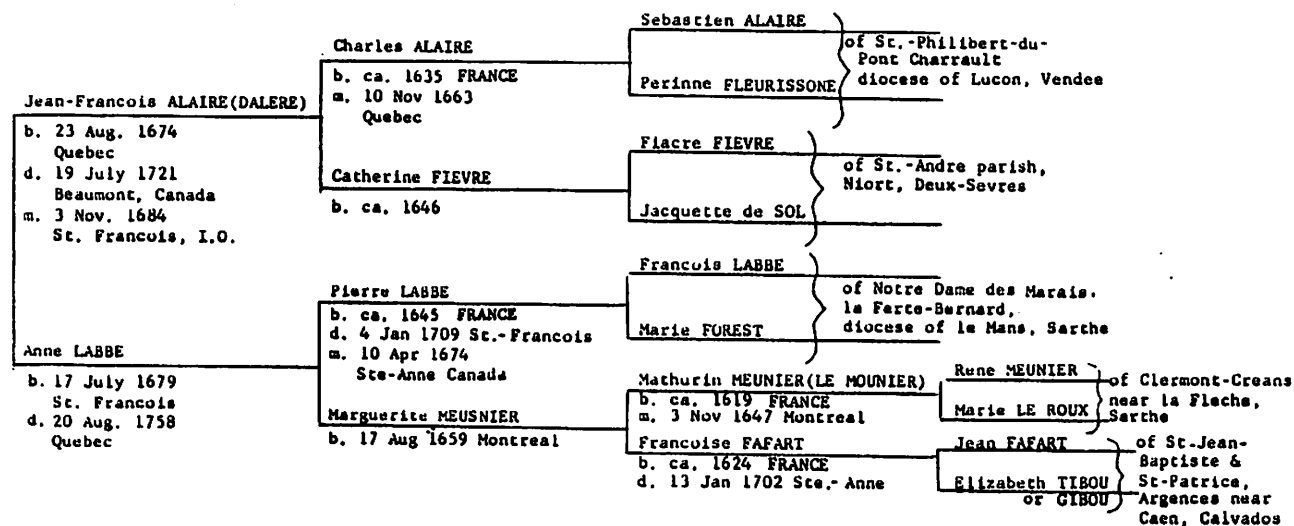 Jean-Francois ALAIRE(DALERE)
b. 23 Aug. 1674
Quebec
d. 19 July 1721
Beaumont, Canada
m. 3 Nov. 1684
St. Francois, I.O.
Anne LABBE
b. 17 July 1679
St. Francois
d. 20 Aug. 1758
Quebec
Charles ALAIRE
b. ca. 1635 FRANCE
m. 10 Nov 1663
Quebec
Catherine FIEVRE
b. ca. 1646
Pierre LABBE
b. ca. 1645 FRANCE
d. 4 Jan 1709 St.-Francois
m. 10 Apr 1674
Ste-Anne Canada
Marguerite MEUSNIER
b. 17 Aug 1659 Montreal
Sebastien ALAIRE
Perinne FLEURISSONE
of St.-Philibert-du-
Pont Charrault
diocese of Lucon, Vendee
Fiacre FIEVRE
Jacquette de SOL
of St.-Andre parish,
Niort, Deux-Sevres
Francois LABBE
Marie FOREST
of Notre Dame des Marais,
la Ferte-Bernard,
diocese of le Mans, Sarthe
Mathurin MEUNIER(LE MOUNIER)
b. ca. 1619 FRANCE
m. 3 Nov 1647 Montreal
Francoise FAFART
b. ca. 1624 FRANCE
d. 13 Jan 1702 Ste.-Anne
Rene MEUNIER
Marie LE ROUX
of Clermont-Creans
near la Fleche,
Sarthe
Jean FAFART
Elizabeth TIBOU
or GIBOU
of St.Jean-
Baptiste &
St-Patrice,
Argences near
Caen, Calvados